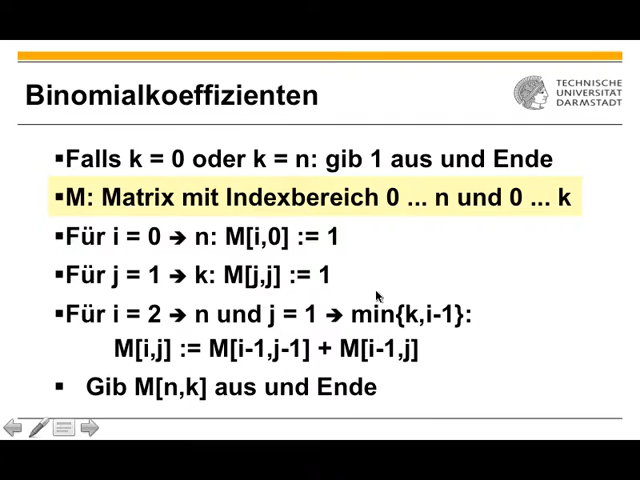 Binomialkoeffizienten
TECHNISCHE
UNIVERSITÄT
DARMSTADT
▪Falls k = 0 oder k = n: gib 1 aus und Ende
▪M: Matrix mit Indexbereich 0 ... n und 0 ... k
▪Für i = 0 → n: M[i,0] := 1
▪Für j = 1 → k: M[j,j] := 1
▪Für i = 2 → n und j = 1 → min{k,i-1}:
M[i,j] := M[i-1,j-1] + M[i-1,j]
▪ Gib M[n,k] aus und Ende